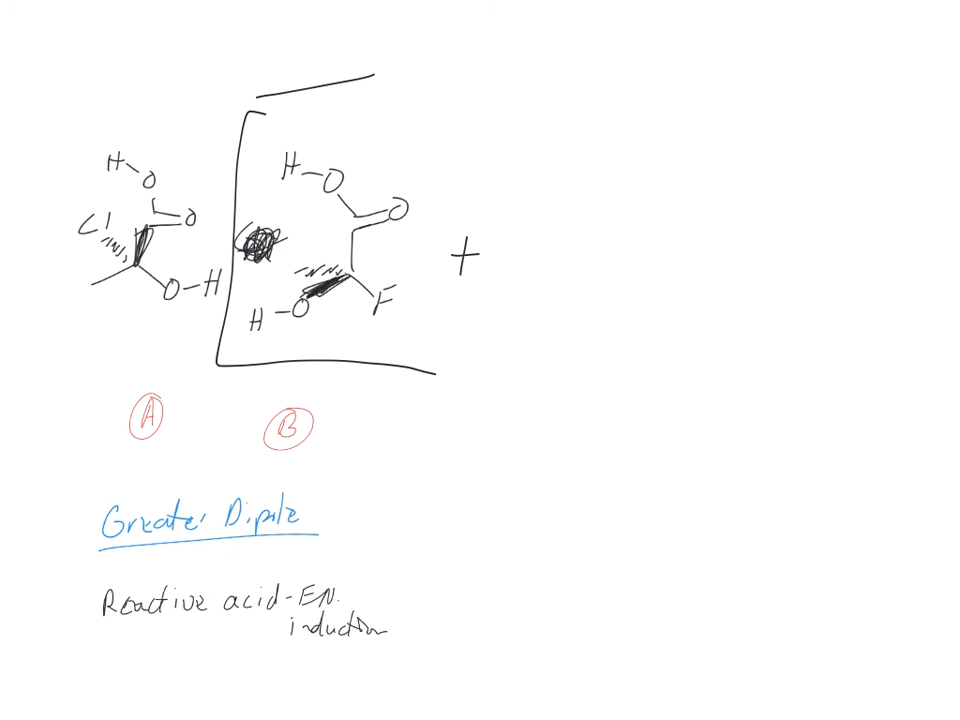 H
O
Cl
O
O-H
H-O
O
H-O
F
+
A
B
Greater Dipole
Reactive acid-EN.
induction